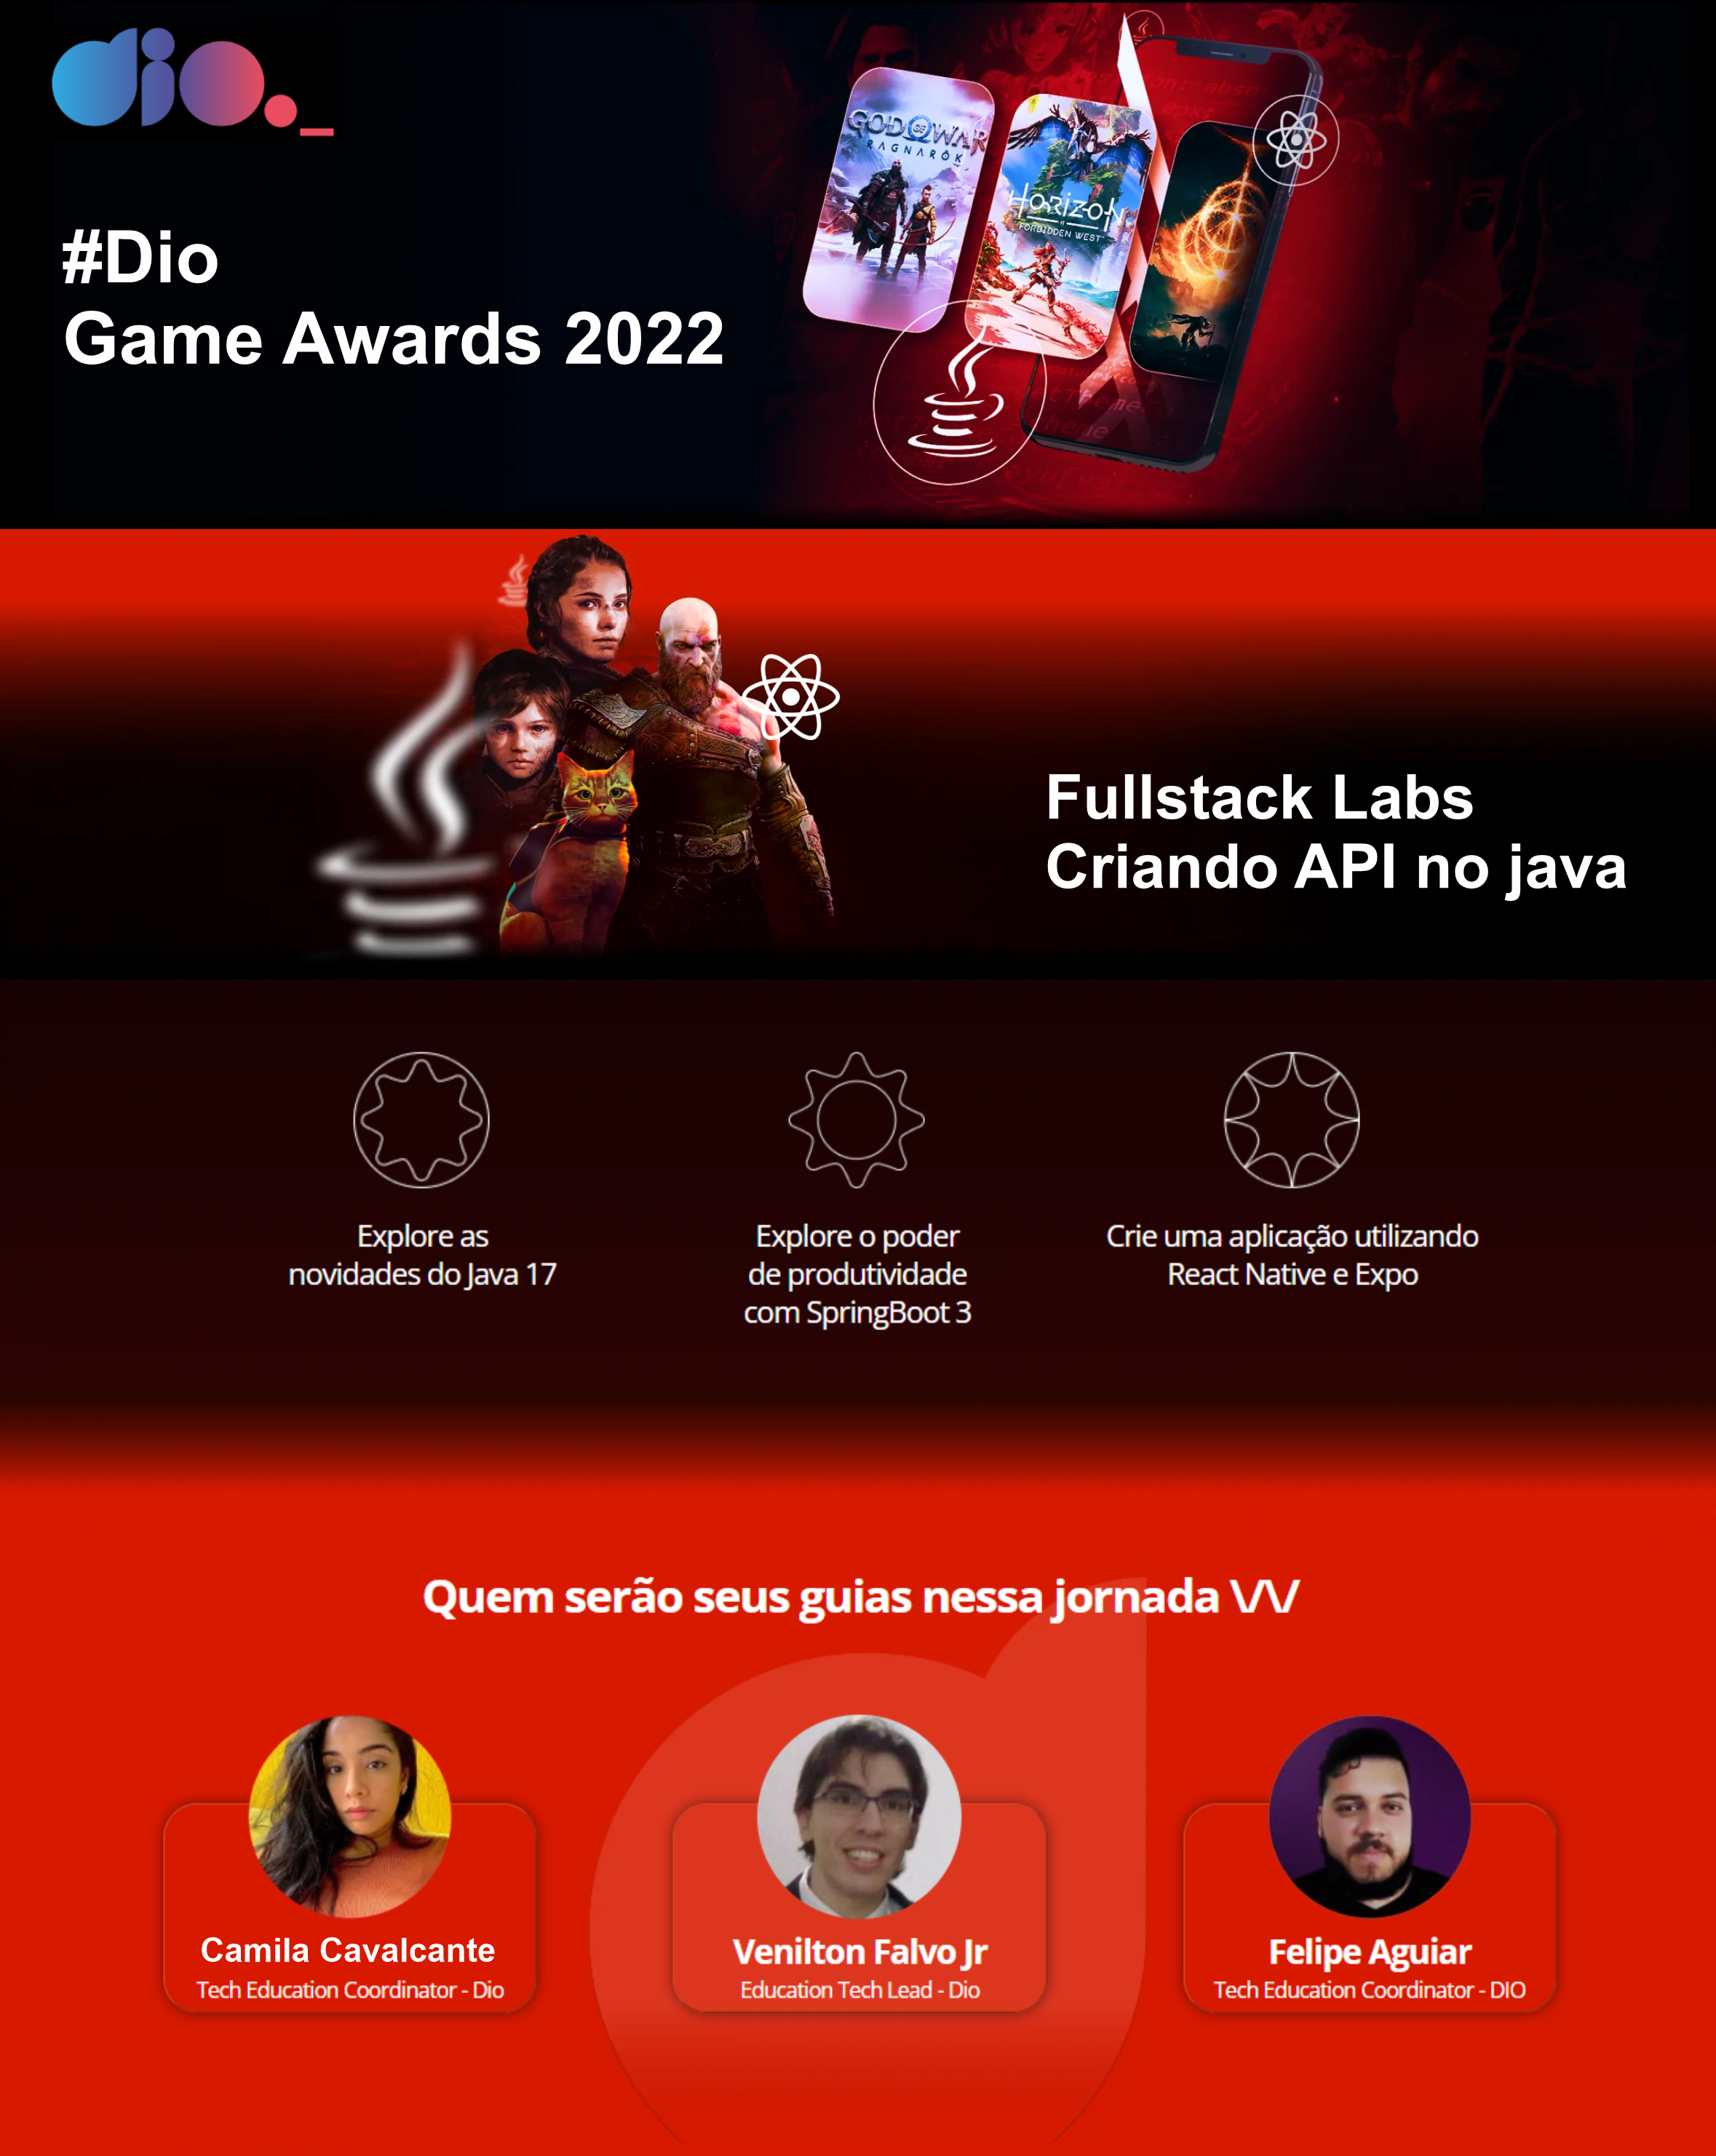 dio._
#Dio
Game Awards 2022
GOD OF WAR
RAGNARÖK
HORIZON
FORBIDDEN WEST
Fullstack Labs
Criando API no java
Explore as
novidades do Java 17
Explore o poder
de produtividade
com SpringBoot 3
Crie uma aplicação utilizando
React Native e Expo
Quem serão seus guias nessa jornada \\//
Camila Cavalcante
Tech Education Coordinator - Dio
Venilton Falvo Jr
Education Tech Lead - Dio
Felipe Aguiar
Tech Education Coordinator - DIO